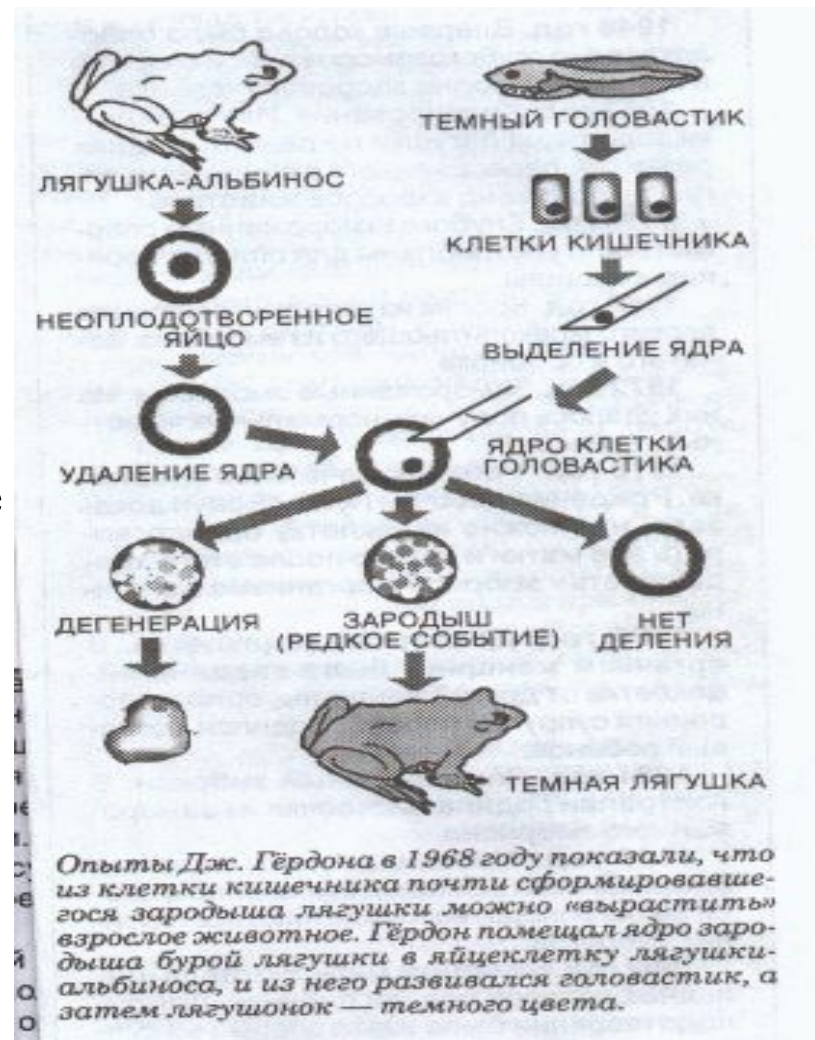 ЛЯГУШКА-АЛЬБИНОС
ТЕМНЫЙ ГОЛОВАСТИК
КЛЕТКИ КИШЕЧНИКА
НЕОПЛОДОТВОРЕННОЕ
ЯЙЦО
ВЫДЕЛЕНИЕ ЯДРА
УДАЛЕНИЕ ЯДРА
ЯДРО КЛЕТКИ
ГОЛОВАСТИКА
ДЕГЕНЕРАЦИЯ
ЗАРОДЫШ
(РЕДКОЕ СОБЫТИЕ)
НЕТ
ДЕЛЕНИЯ
ТЕМНАЯ ЛЯГУШКА
Опыты Дж. Гёрдона в 1968 году показали, что
из клетки кишечника почти сформировавше-
гося зародыша лягушки можно «вырастить»
взрослое животное. Гёрдон помещал ядро заро-
дыша бурой лягушки в яйцеклетку лягушки-
альбиноса, и из него развивался головастик, а
затем лягушонок — темного цвета.